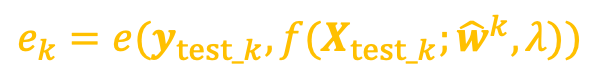 e_k = e(y_test_k, f(X_test_k; ŵ^k, λ))